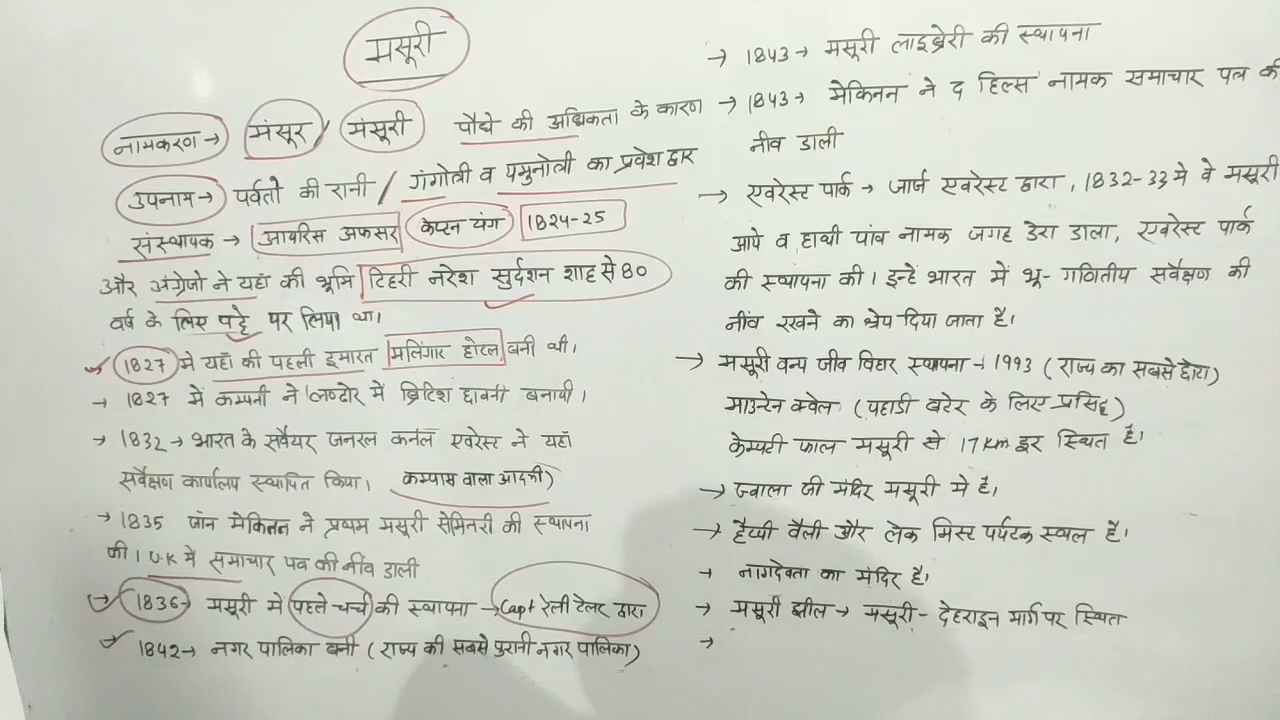 मसूरी
नामकरण→ मंसूर / मंसूरी पौधे की अधिकता के कारण
उपनाम→ पर्वतो की रानी / गंगोत्री व यमुनोत्री का प्रवेश द्वार
संस्थापक → आयरिस अफसर केप्टन यंग 1824-25
और अंग्रेजो ने यहाँ की भूमि टिहरी नरेश सुर्दशन शाह से 80
वर्ष के लिए पट्टे पर लिया था।
1827 में यहाँ की पहली इमारत मलिंगार होटल बनी थी।
→ 1827 में कम्पनी ने लण्ढोर में ब्रिटिश छावनी बनायी।
→ 1832 → भारत के सर्वेयर जनरल कर्नल एवरेस्ट ने यहाँ
सर्वेक्षण कार्यालय स्थापित किया। कम्पास वाला आदमी)
→ 1835 जॉन मेकिनन ने प्रथम मसूरी सेमिनरी की स्थापना
की। U.K मे समाचार पत्र की नींव डाली
1836→ मसूरी में पहले चर्च की स्थापना → Capt रेली टेलर द्वारा
1842→ नगर पालिका बनी (राज्य की सबसे पुरानी नगर पालिका)
→ 1843→ मसूरी लाइब्रेरी की स्थापना
→ 1843→ मेकिनन ने द हिल्स नामक समाचार पत्र की
नीव डाली
→ एवरेस्ट पार्क → जार्ज एवरेस्ट द्वारा, 1832-33 मे वे मसूरी
आये व हाथी पांव नामक जगह डेरा डाला, एवरेस्ट पार्क
की स्थापना की। इन्हे भारत में भू-गणितीय सर्वेक्षण की
नींव रखने का श्रेय दिया जाता है।
→ मसूरी वन्य जीव विहार स्थापना - 1993 (राज्य का सबसे छोटा)
माउन्टेन क्वेल (पहाडी बटेर के लिए प्रसिद्द)
केम्पटी फाल मसूरी से 17 Km दूर स्थित है।
→ ज्वाला जी मंदिर मसूरी मे है।
→ हैप्पी वैली और लेक मिस्ट पर्यटक स्थल है।
→ नागदेवता का मंदिर है।
→ मसूरी झील → मसूरी - देहरादून मार्ग पर स्थित
→